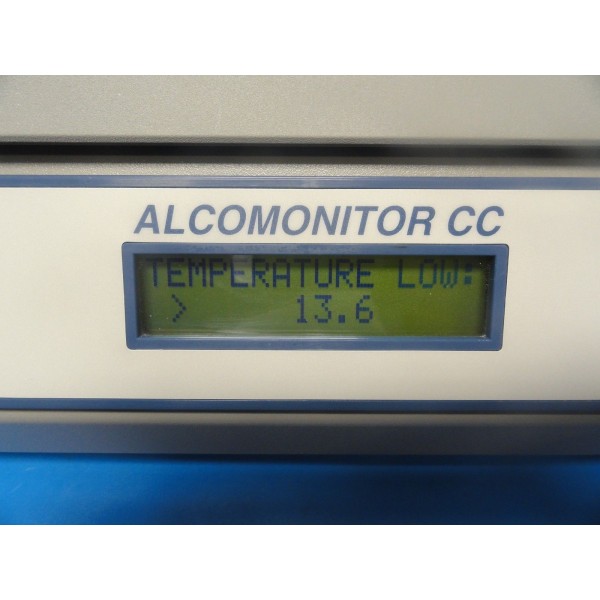 ALCOMONITOR CC
TEMPERATURE LOW:
> 13.6